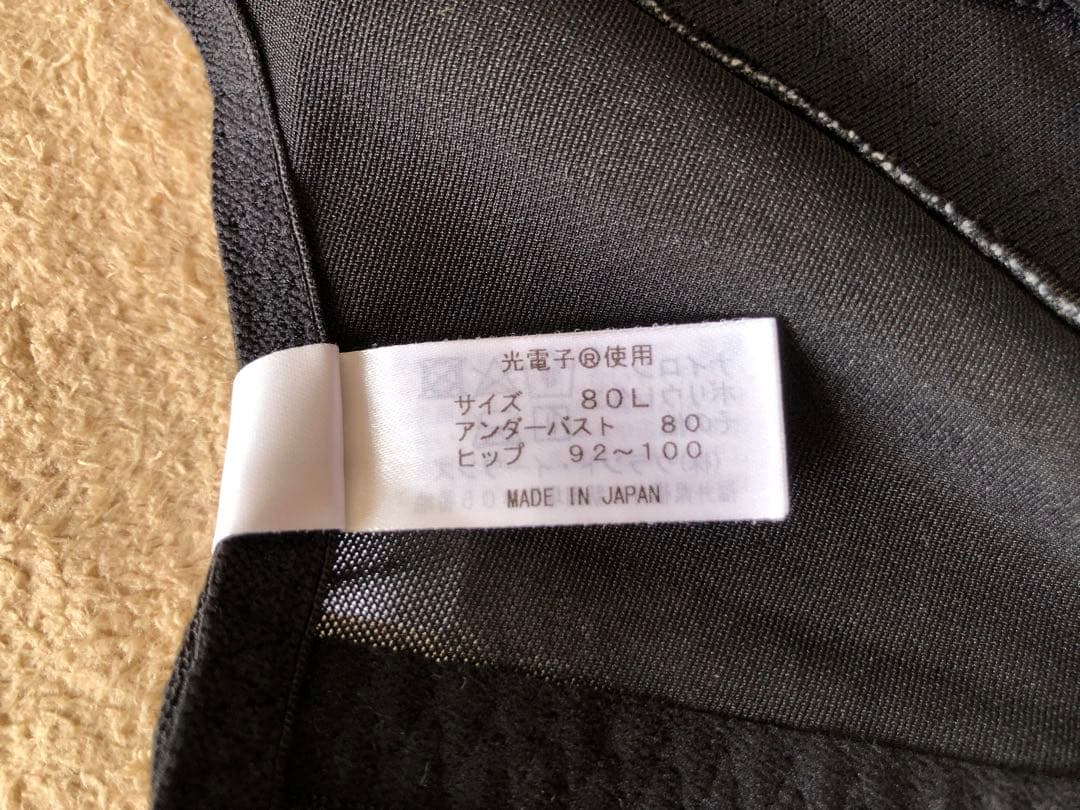 光電子®使用
サイズ 80L
アンダーバスト 80
ヒップ 92~100
MADE IN JAPAN